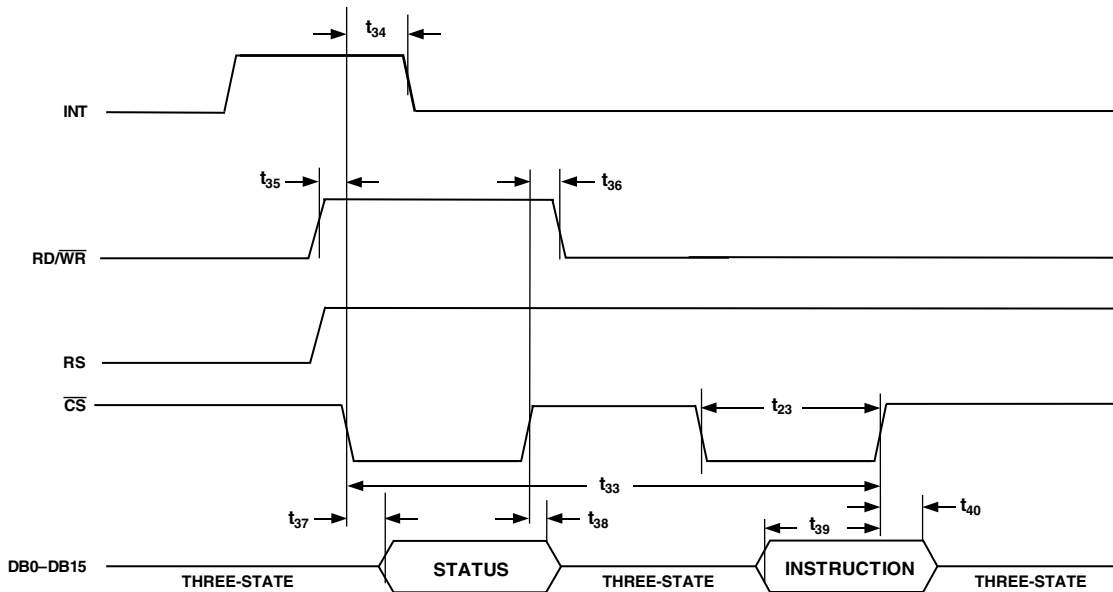 t34
INT
t35
t36
RD/WR
RS
CS
t23
t33
t37
t38
t39
t40
DB0–DB15
THREE-STATE
STATUS
THREE-STATE
INSTRUCTION
THREE-STATE